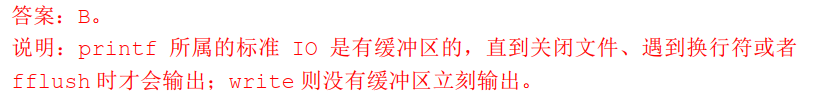 答案：B。
说明：printf 所属的标准 IO 是有缓冲区的，直到关闭文件、遇到换行符或者
fflush 时才会输出；write 则没有缓冲区立刻输出。